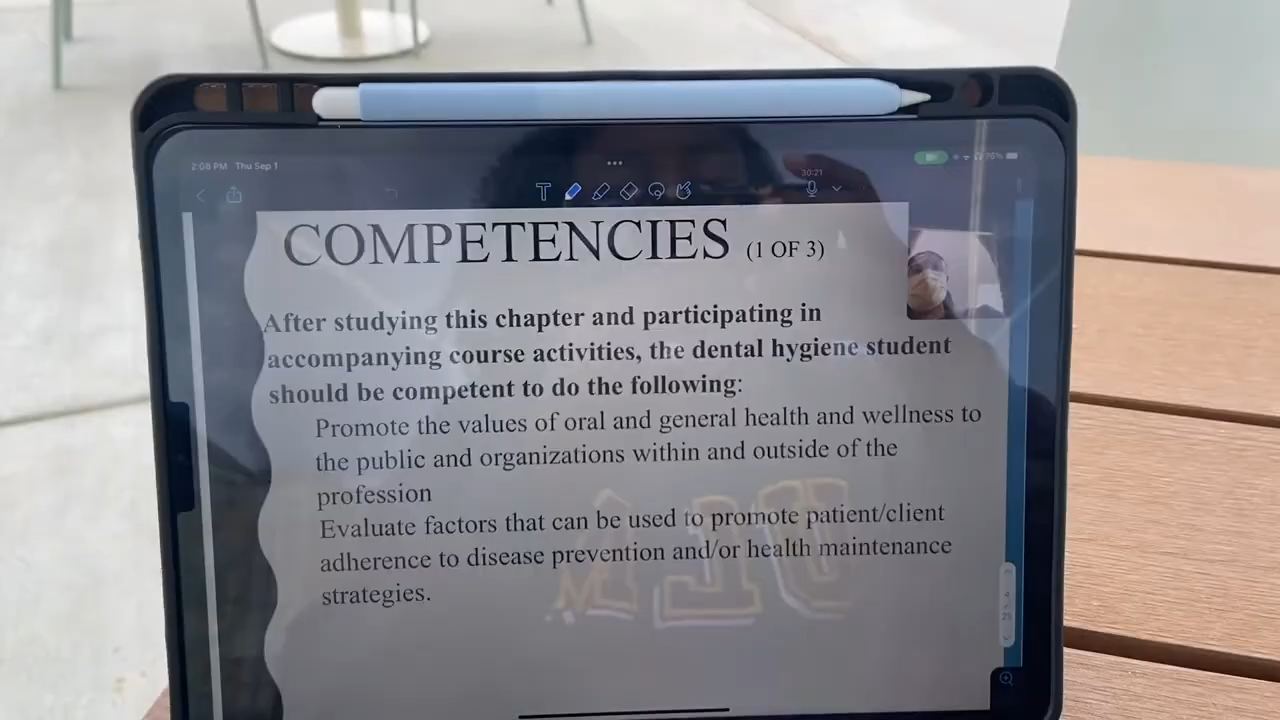 2:08 PM Thu Sep 1
76%
30:21
COMPETENCIES (1 OF 3)
After studying this chapter and participating in
accompanying course activities, the dental hygiene student
should be competent to do the following:
Promote the values of oral and general health and wellness to
the public and organizations within and outside of the
profession
Evaluate factors that can be used to promote patient/client
adherence to disease prevention and/or health maintenance
strategies.